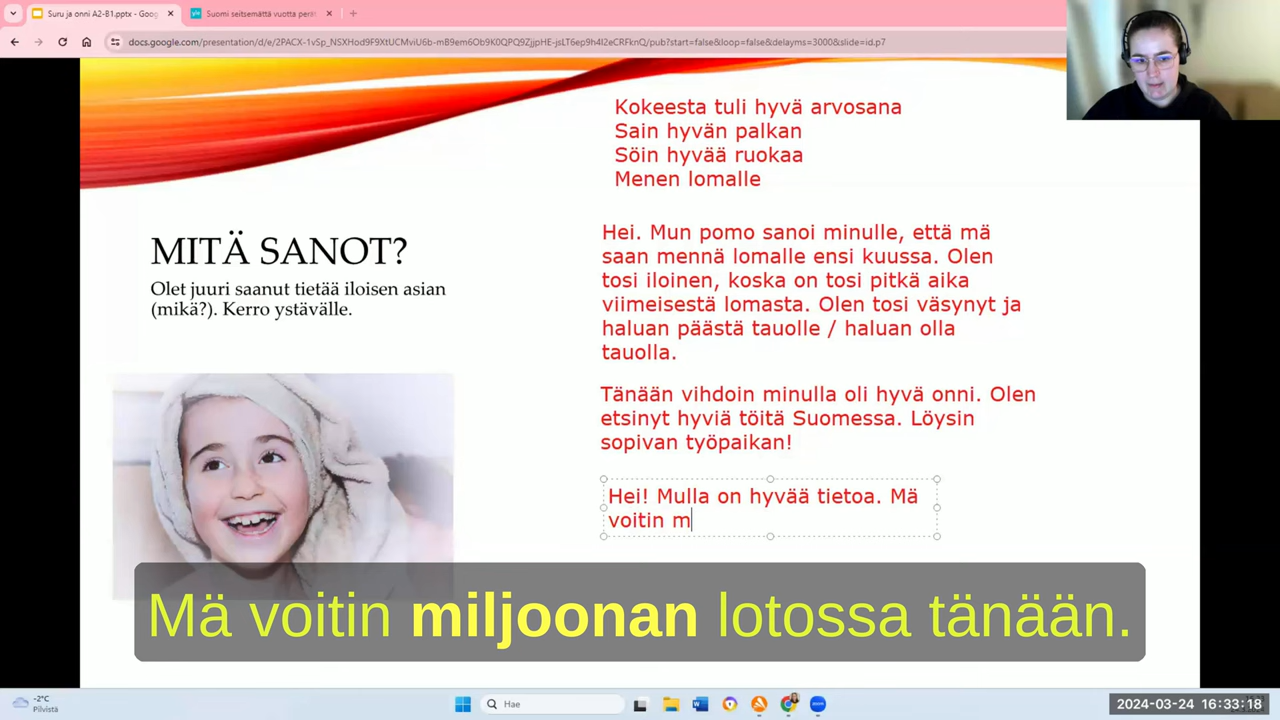 Suru ja onni A2-B1.pptx - Goog
Suomi seitsemättä vuotta perät
docs.google.com/presentation/d/e/2PACX-1vSp_NSXHod9F9XtUCMviU6b-mB9em6Ob9K0QPQ9ZjjpHE-jsLT6ep9h4I2eCRFknQ/pub?start=false&loop=false&delayms=3000&slide=id.p7
Kokeesta tuli hyvä arvosana
Sain hyvän palkan
Söin hyvää ruokaa
Menen lomalle
MITÄ SANOT?
Olet juuri saanut tietää iloisen asian
(mikä?). Kerro ystävälle.
Hei. Mun pomo sanoi minulle, että mä
saan mennä lomalle ensi kuussa. Olen
tosi iloinen, koska on tosi pitkä aika
viimeisestä lomasta. Olen tosi väsynyt ja
haluan päästä tauolle / haluan olla
tauolla.
Tänään vihdoin minulla oli hyvä onni. Olen
etsinyt hyviä töitä Suomessa. Löysin
sopivan työpaikan!
Hei! Mulla on hyvää tietoa. Mä
voitin m
Mä voitin miljoonan lotossa tänään.
-2°C
Pilvistä
Hae
2024-03-24 16:33:18